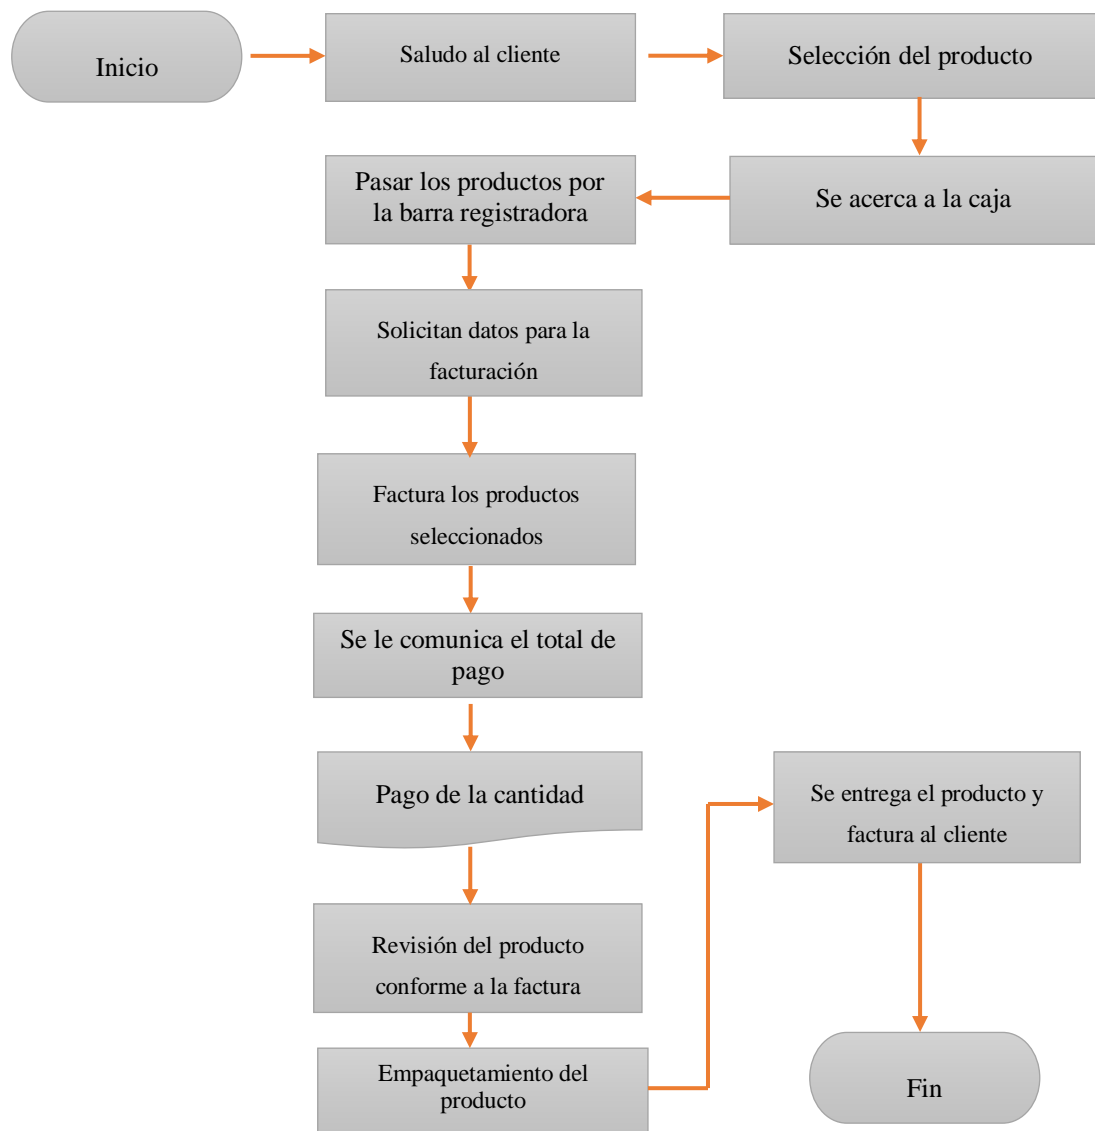 Inicio
Saludo al cliente
Selección del producto
Se acerca a la caja
Pasar los productos por
la barra registradora
Solicitan datos para la
facturación
Factura los productos
seleccionados
Se le comunica el total de
pago
Pago de la cantidad
Revisión del producto
conforme a la factura
Empaquetamiento del
producto
Se entrega el producto y
factura al cliente
Fin